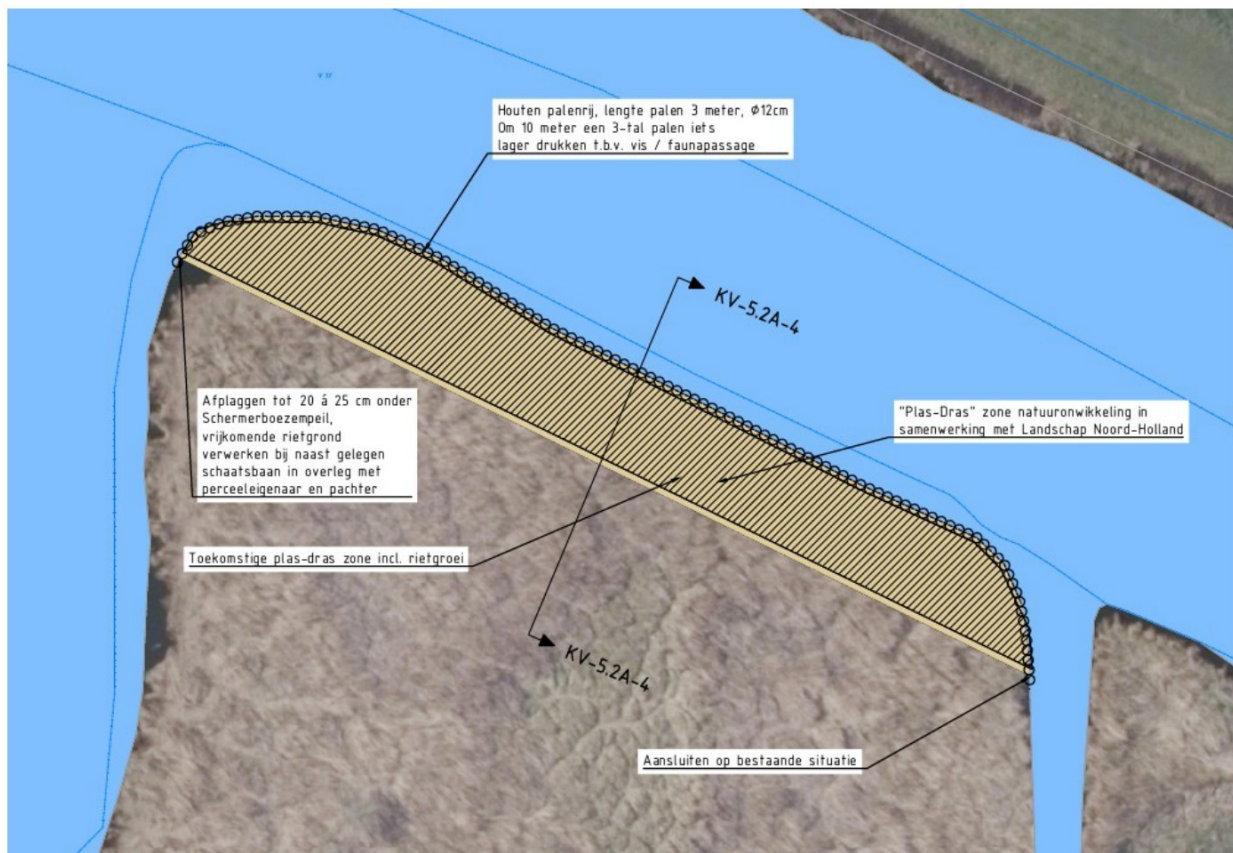 Houten palenrij, lengte palen 3 meter, Ø12cm
Om 10 meter een 3-tal palen iets
lager drukken t.b.v. vis / faunapassage
KV-5.2A-4
Afplaggen tot 20 á 25 cm onder
Schermerboezempeil,
vrijkomende rietgrond
verwerken bij naast gelegen
schaatsbaan in overleg met
perceeleigenaar en pachter
"Plas-Dras" zone natuuronwikkeling in
samenwerking met Landschap Noord-Holland
Toekomstige plas-dras zone incl. rietgroei
KV-5.2A-4
Aansluiten op bestaande situatie